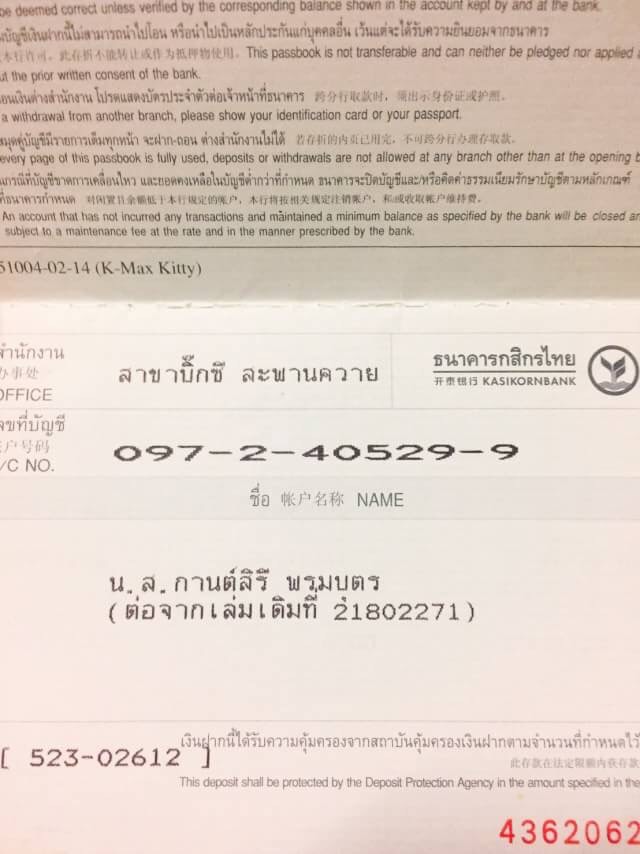 be deemed correct unless verified by the corresponding balance shown in the account kept by and at the bank.
บัญชีเงินฝากนี้ไม่สามารถนำไปโอน หรือนำไปเป็นหลักประกันแก่บุคคลอื่น เว้นแต่จะได้รับความยินยอมจากธนาคาร
本行许可，此存折不能转让或作为抵押物使用。This passbook is not transferable and can neither be pledged nor applied
ut the prior written consent of the bank.
อนเงินต่างสำนักงาน โปรดแสดงบัตรประจำตัวต่อเจ้าหน้าที่ธนาคาร 跨分行取款时，须出示身份证或护照。
a withdrawal from another branch, please show your identification card or your passport.
สมุดคู่บัญชีมีรายการเต็มทุกหน้า จะฝาก-ถอน ต่างสำนักงานไม่ได้ 若存折的内页已用完，不可跨分行办理存取款。
every page of this passbook is fully used, deposits or withdrawals are not allowed at any branch other than at the opening b
นกรณีที่บัญชีขาดการเคลื่อนไหว และยอดคงเหลือในบัญชีต่ำกว่าที่กำหนด ธนาคารจะปิดบัญชีและ/หรือคิดค่าธรรมเนียมรักษาบัญชีตามหลักเกณฑ์
ที่ธนาคารกำหนด 对闲置且余额低于本行规定的帐户，本行将按相关规定注销帐户，和/或收取帐户维持费。
An account that has not incurred any transactions and maintained a minimum balance as specified by the bank will be closed an
subject to a maintenance fee at the rate and in the manner prescribed by the bank.
51004-02-14 (K-Max Kitty)
สำนักงาน
办事处
OFFICE
สาขาบิ๊กซี สะพานควาย
ธนาคารกสิกรไทย
开泰银行 KASIKORNBANK
เลขที่บัญชี
帐户号码
A/C NO.
097-2-40529-9
ชื่อ 帐户名称 NAME
น.ส.กานต์สิรี พรมบุตร
(ต่อจากเล่มเดิมที่ 21802271)
[ 523-02612 ]
เงินฝากนี้ได้รับความคุ้มครองจากสถาบันคุ้มครองเงินฝากตามจำนวนที่กำหนดไว้
此存款在法定限额内获存款
This deposit shall be protected by the Deposit Protection Agency in the amount specified in the
4362062